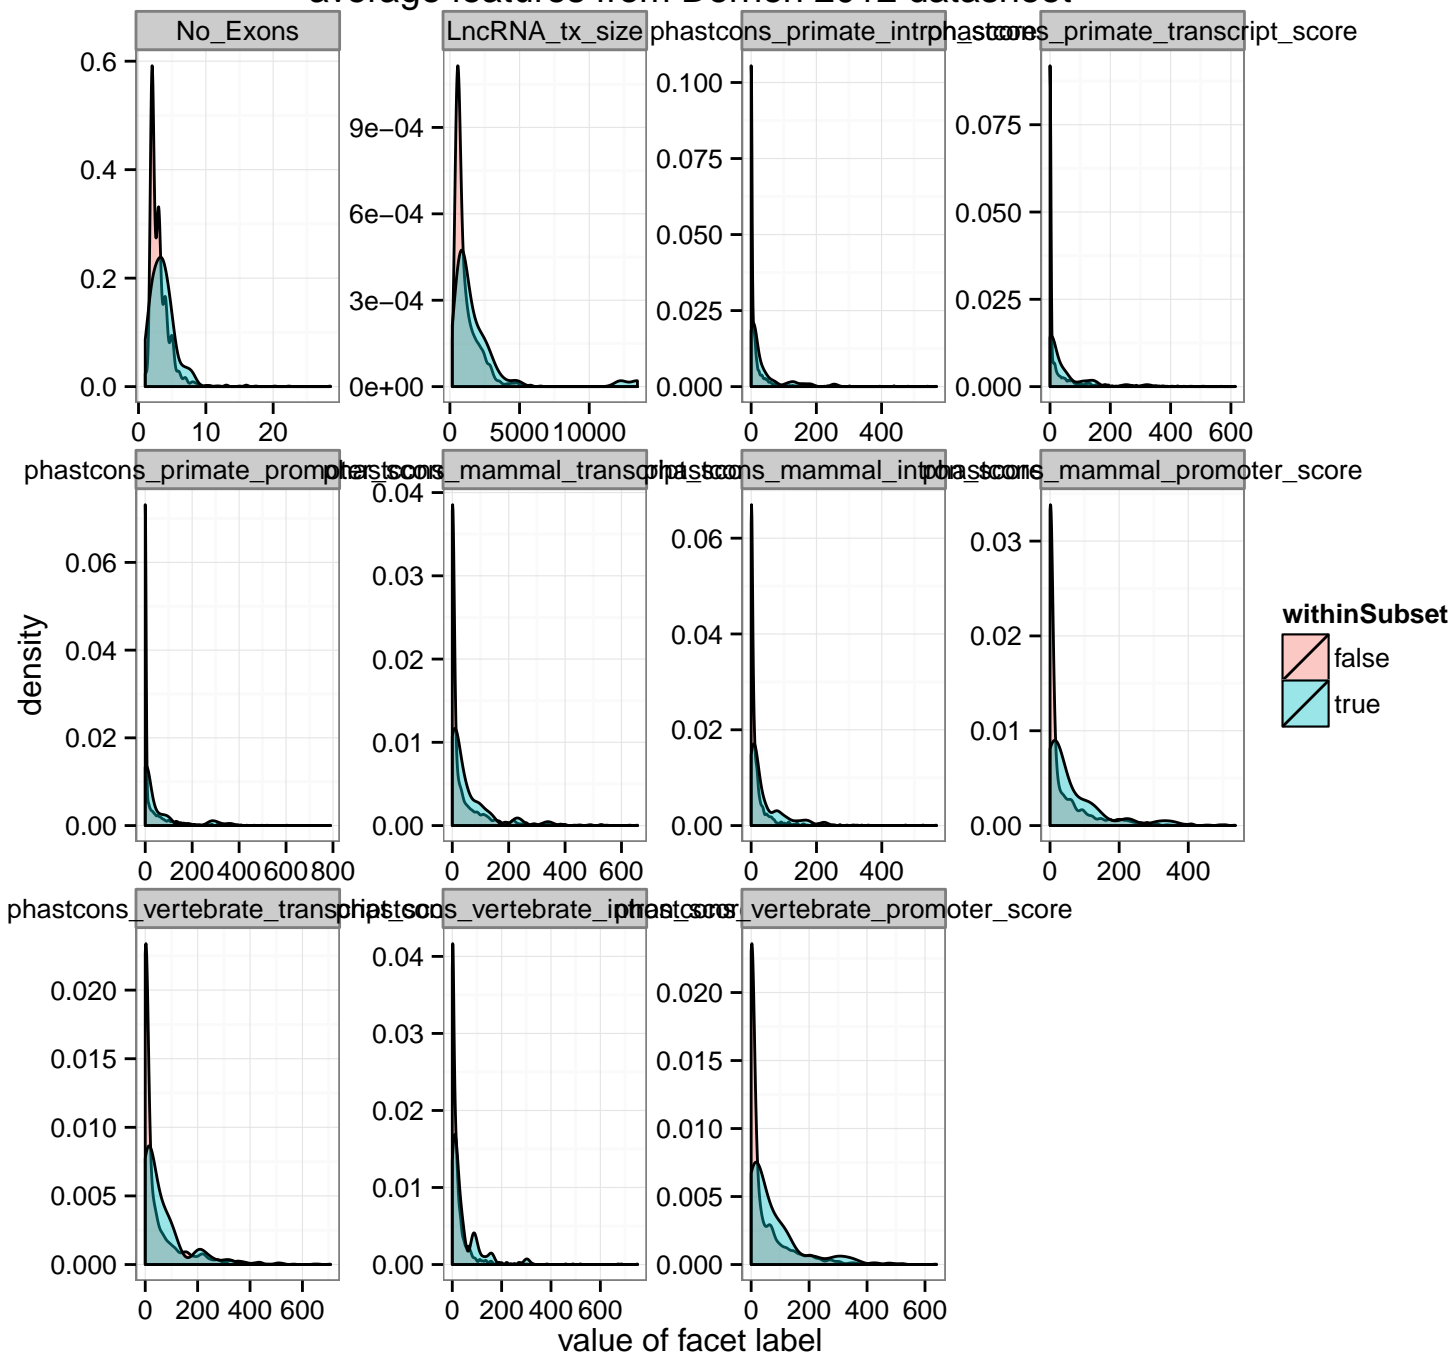 average features from Derrien 2012 dataset
No_Exons
LncRNA_tx_size
phastcons_primate_intron_score
phastcons_primate_transcript_score
0.6
0.4
0.2
0.0
0 10 20
9e−04
6e−04
3e−04
0e+00
0 5000 10000
0.100
0.075
0.050
0.025
0.000
0 200 400
0.075
0.050
0.025
0.000
0 200 400 600
phastcons_primate_promoter_score
phastcons_mammal_transcript_score
phastcons_mammal_intron_score
phastcons_mammal_promoter_score
0.06
0.04
0.02
0.00
0 200 400 600 800
0.04
0.03
0.02
0.01
0.00
0 200 400 600
0.06
0.04
0.02
0.00
0 200 400
0.03
0.02
0.01
0.00
0 200 400
phastcons_vertebrate_transcript_score
phastcons_vertebrate_intron_score
phastcons_vertebrate_promoter_score
0.020
0.015
0.010
0.005
0.000
0 200 400 600
0.04
0.03
0.02
0.01
0.00
0 200 400 600
0.020
0.015
0.010
0.005
0.000
0 200 400 600
density
value of facet label
withinSubset
false
true